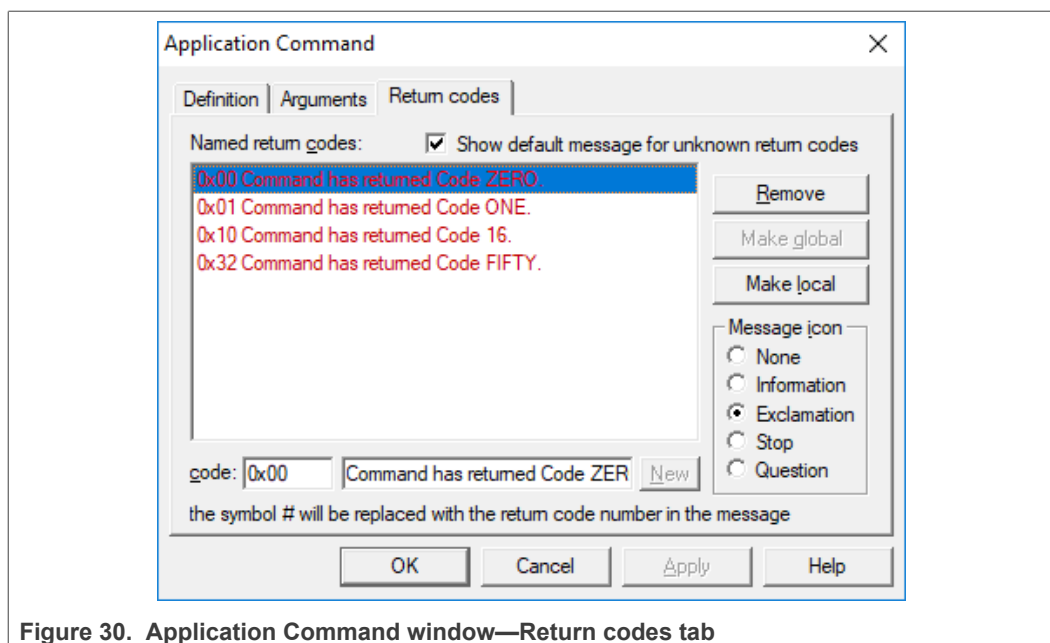 Application Command
Definition Arguments Return codes
Named return codes: Show default message for unknown return codes
0x00 Command has returned Code ZERO.
0x01 Command has returned Code ONE.
0x10 Command has returned Code 16.
0x32 Command has returned Code FIFTY.
Remove
Make global
Make local
Message icon
None
Information
Exclamation
Stop
Question
code: 0x00 Command has returned Code ZER New
the symbol # will be replaced with the return code number in the message
OK Cancel Apply Help
Figure 30. Application Command window—Return codes tab